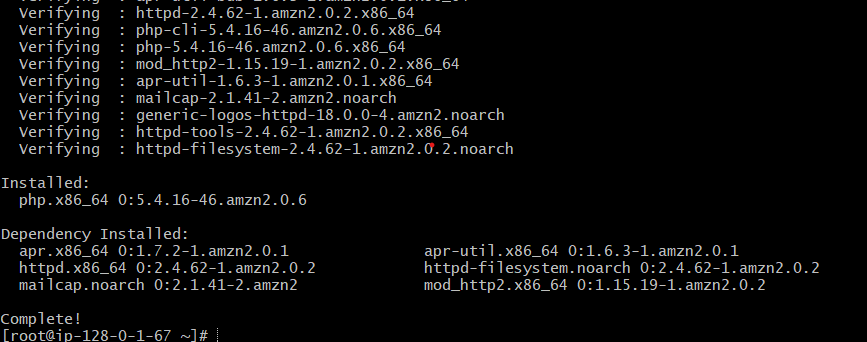 Verifying  : httpd-2.4.62-1.amzn2.0.2.x86_64
Verifying  : php-cli-5.4.16-46.amzn2.0.6.x86_64
Verifying  : php-5.4.16-46.amzn2.0.6.x86_64
Verifying  : mod_http2-1.15.19-1.amzn2.0.2.x86_64
Verifying  : apr-util-1.6.3-1.amzn2.0.1.x86_64
Verifying  : mailcap-2.1.41-2.amzn2.noarch
Verifying  : generic-logos-httpd-18.0.0-4.amzn2.noarch
Verifying  : httpd-tools-2.4.62-1.amzn2.0.2.x86_64
Verifying  : httpd-filesystem-2.4.62-1.amzn2.0.2.noarch
Installed:
php.x86_64 0:5.4.16-46.amzn2.0.6
Dependency Installed:
apr.x86_64 0:1.7.2-1.amzn2.0.1 apr-util.x86_64 0:1.6.3-1.amzn2.0.1
httpd.x86_64 0:2.4.62-1.amzn2.0.2 httpd-filesystem.noarch 0:2.4.62-1.amzn2.0.2
mailcap.noarch 0:2.1.41-2.amzn2 mod_http2.x86_64 0:1.15.19-1.amzn2.0.2
Complete!
[root@ip-128-0-1-67 ~]#